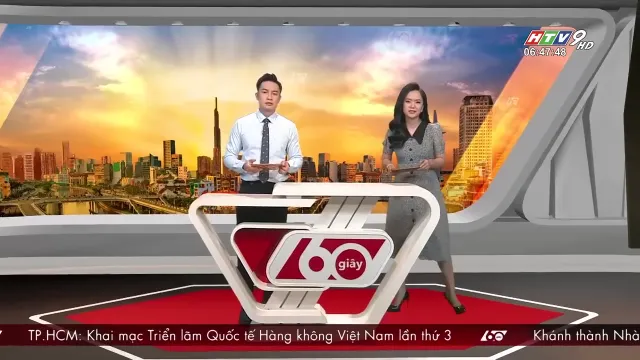 HTV9 HD
06:47:48
60 giây
TP.HCM: Khai mạc Triển lãm Quốc tế Hàng không Việt Nam lần thứ 3 60 Khánh thành Nhà